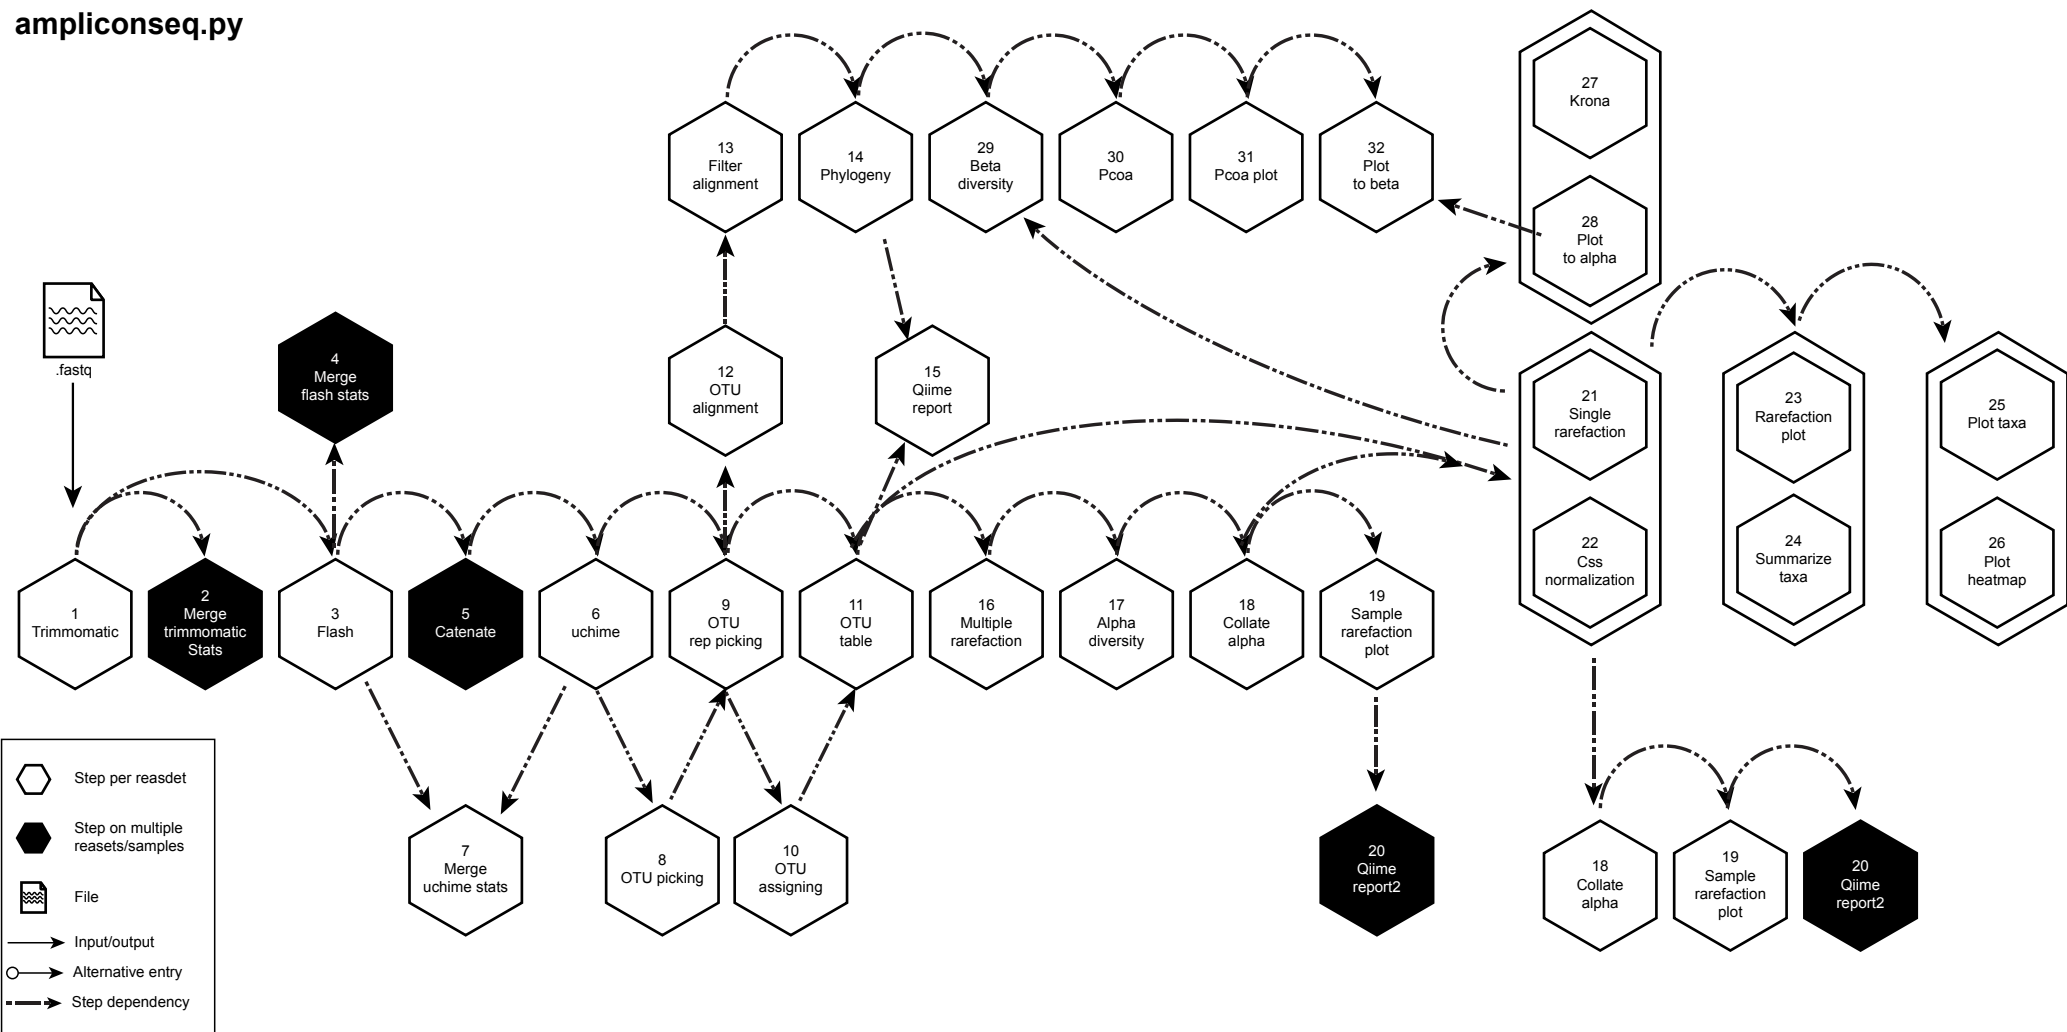 ampliconseq.py
27
Krona
13
Filter
alignment
14
Phylogeny
29
Beta
diversity
30
Pcoa
31
Pcoa plot
32
Plot
to beta
28
Plot
to alpha
.fastq
4
Merge
flash stats
12
OTU
alignment
15
Qiime
report
21
Single
rarefaction
23
Rarefaction
plot
25
Plot taxa
22
Css
normalization
24
Summarize
taxa
26
Plot
heatmap
1
Trimmomatic
2
Merge
trimmomatic
Stats
3
Flash
5
Catenate
6
uchime
9
OTU
rep picking
11
OTU
table
16
Multiple
rarefaction
17
Alpha
diversity
18
Collate
alpha
19
Sample
rarefaction
plot
7
Merge
uchime stats
8
OTU picking
10
OTU
assigning
20
Qiime
report2
18
Collate
alpha
19
Sample
rarefaction
plot
20
Qiime
report2
Step per reasdet
Step on multiple
reasets/samples
File
Input/output
Alternative entry
Step dependency